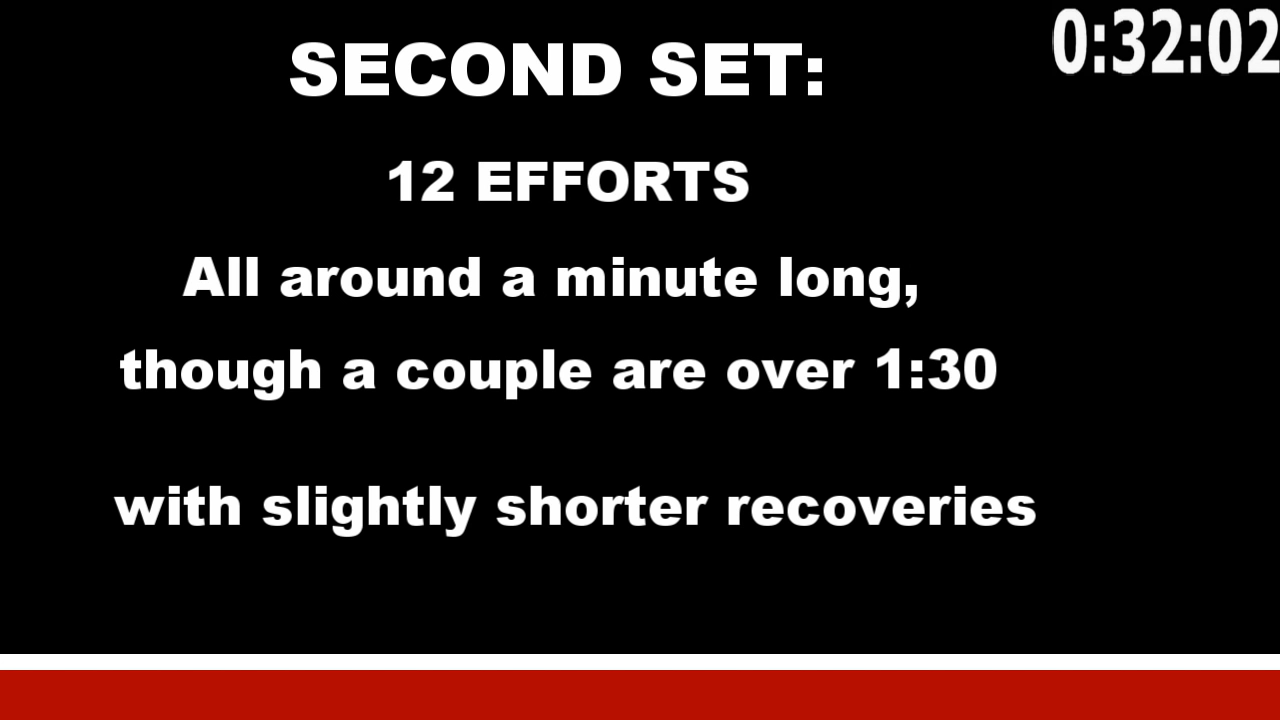 0:32:02
SECOND SET:
12 EFFORTS
All around a minute long,
though a couple are over 1:30
with slightly shorter recoveries